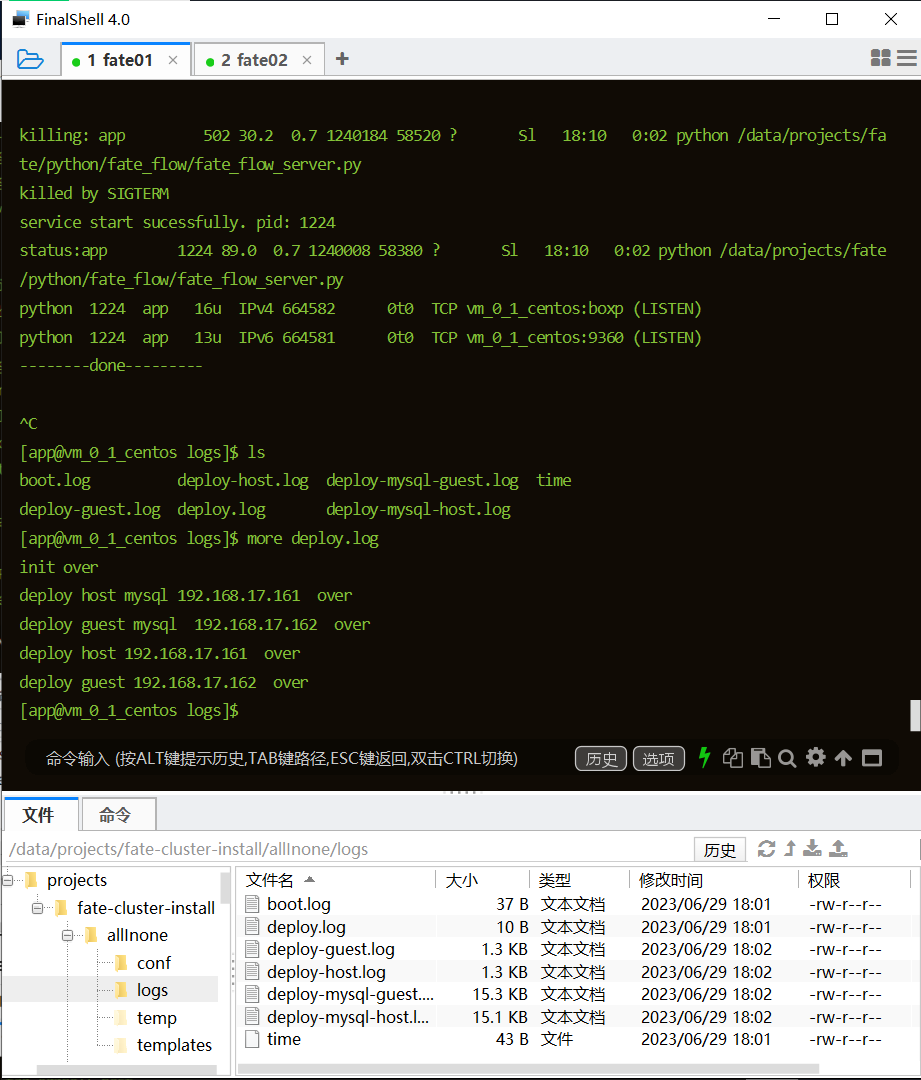 FinalShell 4.0
1 fate01
2 fate02
killing: app 502 30.2 0.7 1240184 58520 ? Sl 18:10 0:02 python /data/projects/fa
te/python/fate_flow/fate_flow_server.py
killed by SIGTERM
service start sucessfully. pid: 1224
status:app 1224 89.0 0.7 1240008 58380 ? Sl 18:10 0:02 python /data/projects/fate
/python/fate_flow/fate_flow_server.py
python 1224 app 16u IPv4 664582 0t0 TCP vm_0_1_centos:boxp (LISTEN)
python 1224 app 13u IPv6 664581 0t0 TCP vm_0_1_centos:9360 (LISTEN)
--------done---------
^C
[app@vm_0_1_centos logs]$ ls
boot.log deploy-host.log deploy-mysql-guest.log time
deploy-guest.log deploy.log deploy-mysql-host.log
[app@vm_0_1_centos logs]$ more deploy.log
init over
deploy host mysql 192.168.17.161 over
deploy guest mysql 192.168.17.162 over
deploy host 192.168.17.161 over
deploy guest 192.168.17.162 over
[app@vm_0_1_centos logs]$
命令输入 (按ALT键提示历史,TAB键路径,ESC键返回,双击CTRL切换) 历史 选项
文件 命令
/data/projects/fate-cluster-install/allInone/logs 历史
projects
fate-cluster-install
allInone
conf
logs
temp
templates
文件名 大小 类型 修改时间 权限
boot.log 37 B 文本文档 2023/06/29 18:01 -rw-r--r--
deploy.log 10 B 文本文档 2023/06/29 18:01 -rw-r--r--
deploy-guest.log 1.3 KB 文本文档 2023/06/29 18:02 -rw-r--r--
deploy-host.log 1.3 KB 文本文档 2023/06/29 18:02 -rw-r--r--
deploy-mysql-guest.... 15.3 KB 文本文档 2023/06/29 18:02 -rw-r--r--
deploy-mysql-host.l... 15.1 KB 文本文档 2023/06/29 18:02 -rw-r--r--
time 43 B 文件 2023/06/29 18:01 -rw-r--r--